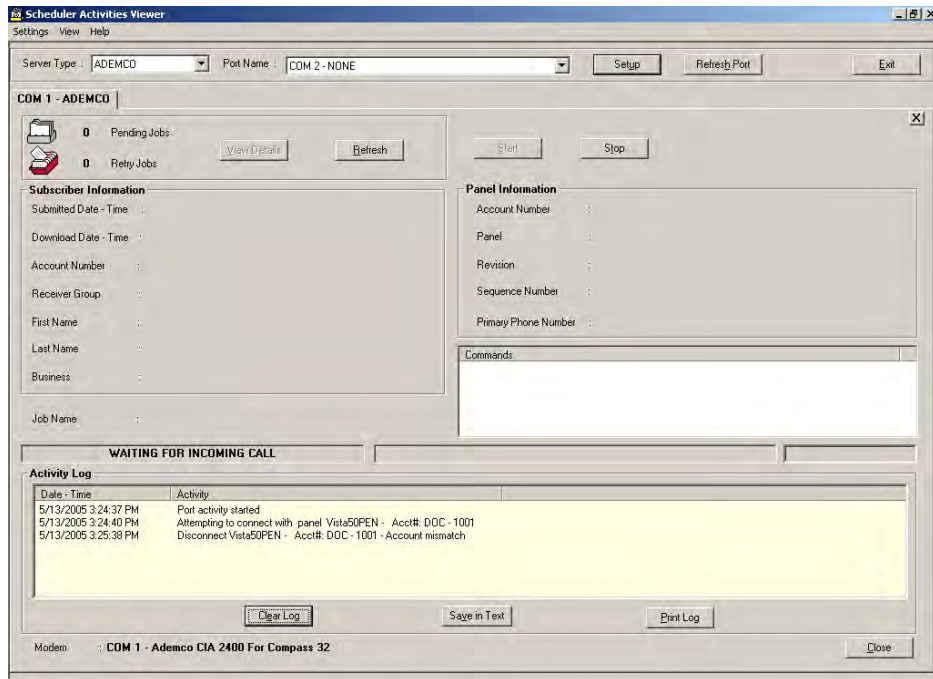 Scheduler Activities Viewer
Settings View Help
Server Type : ADEMCO Port Name : COM 2 - NONE Setup Refresh Port Exit
COM 1 - ADEMCO
0 Pending Jobs View Details Refresh Start Stop
0 Retry Jobs
Subscriber Information
Submitted Date - Time :
Download Date - Time :
Account Number :
Receiver Group :
First Name :
Last Name :
Business :
Job Name :
Panel Information
Account Number :
Panel :
Revision :
Sequence Number :
Primary Phone Number :
Commands
WAITING FOR INCOMING CALL
Activity Log
Date - Time Activity
5/13/2005 3:24:37 PM Port activity started
5/13/2005 3:24:40 PM Attempting to connect with panel Vista50PEN - Acct#: DOC - 1001
5/13/2005 3:25:38 PM Disconnect Vista50PEN - Acct#: DOC - 1001 - Account mismatch
Clear Log Save in Text Print Log
Modem : COM 1 - Ademco CIA 2400 For Compass 32 Close